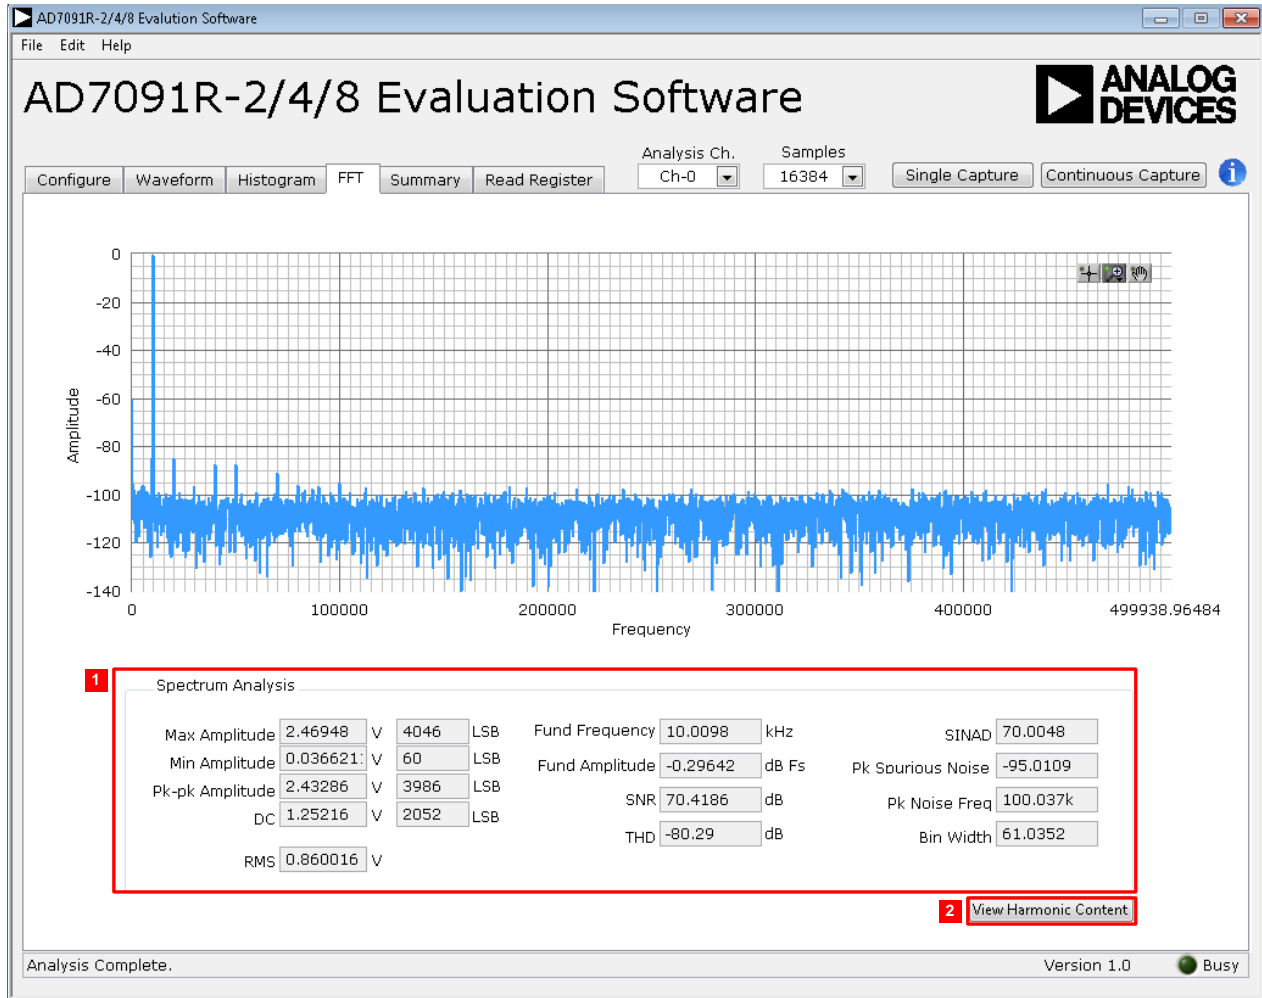 AD7091R-2/4/8 Evalution Software
File Edit Help
AD7091R-2/4/8 Evaluation Software
ANALOG
DEVICES
Analysis Ch. Samples
Configure Waveform Histogram FFT Summary Read Register Ch-0 16384 Single Capture Continuous Capture i
0
-20
-40
-60
-80
-100
-120
-140
Amplitude
0 100000 200000 300000 400000 499938.96484
Frequency
1
Spectrum Analysis
Max Amplitude 2.46948 V 4046 LSB Fund Frequency 10.0098 kHz SINAD 70.0048
Min Amplitude 0.036621 V 60 LSB Fund Amplitude -0.29642 dB Fs Pk Spurious Noise -95.0109
Pk-pk Amplitude 2.43286 V 3986 LSB SNR 70.4186 dB Pk Noise Freq 100.037k
DC 1.25216 V 2052 LSB THD -80.29 dB Bin Width 61.0352
RMS 0.860016 V
2 View Harmonic Content
Analysis Complete. Version 1.0 Busy